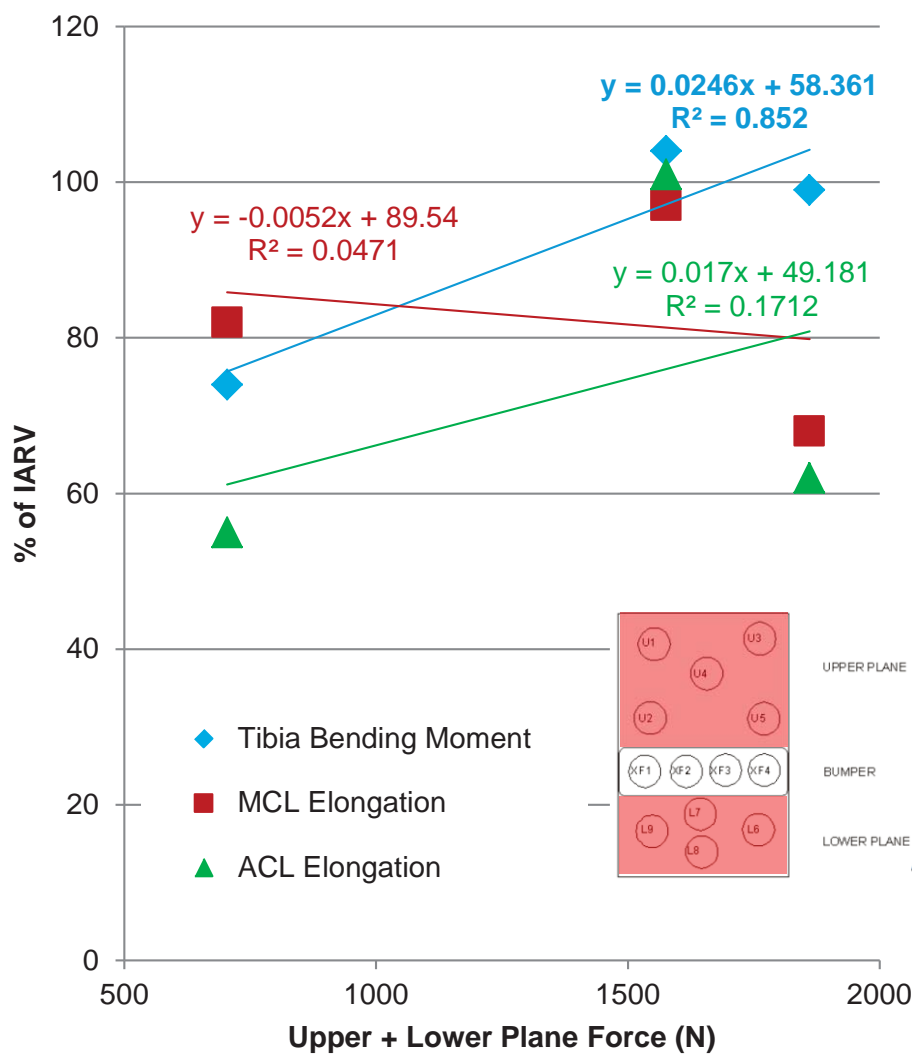 120
y = 0.0246x + 58.361
R² = 0.852
100
y = -0.0052x + 89.54
R² = 0.0471
y = 0.017x + 49.181
R² = 0.1712
80
60
% of IARV
40
U1
U3
U4
U2
U5
UPPER PLANE
Tibia Bending Moment
XF1 XF2 XF3 XF4
BUMPER
20
MCL Elongation
L7
L9
L6
L8
LOWER PLANE
ACL Elongation
0
500 1000 1500 2000
Upper + Lower Plane Force (N)